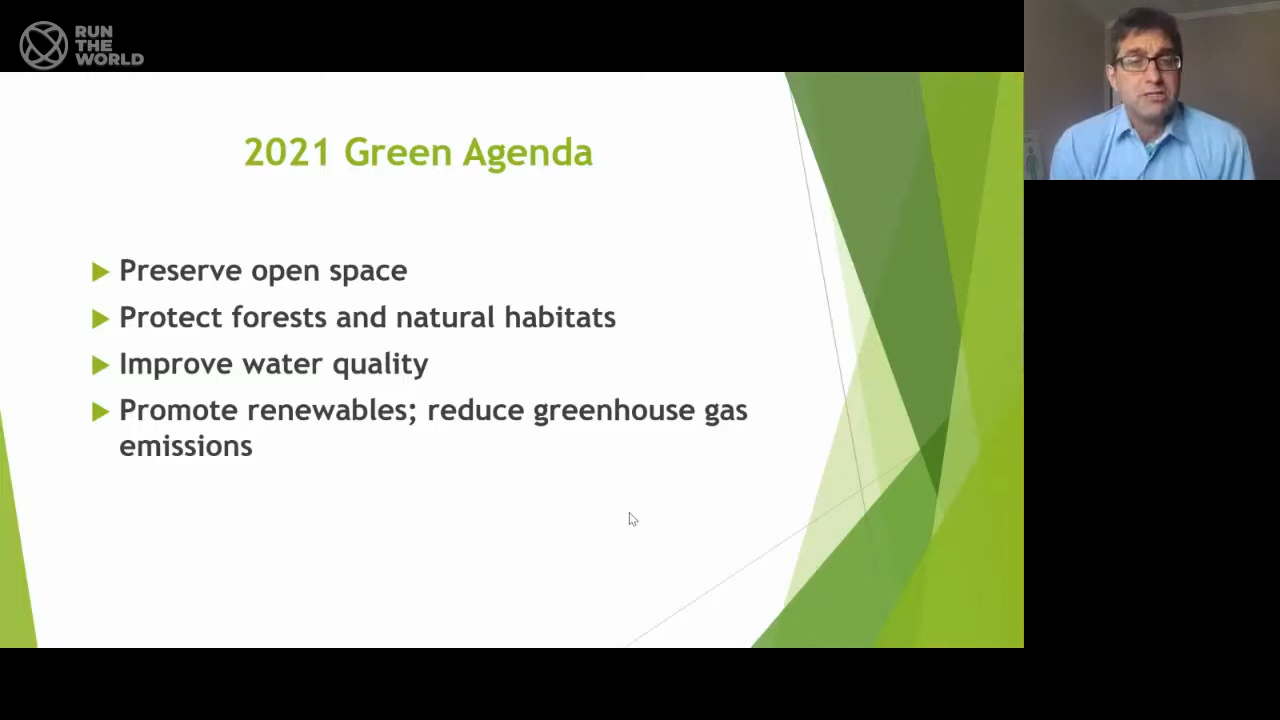 RUN
THE
WORLD
2021 Green Agenda
Preserve open space
Protect forests and natural habitats
Improve water quality
Promote renewables; reduce greenhouse gas
emissions